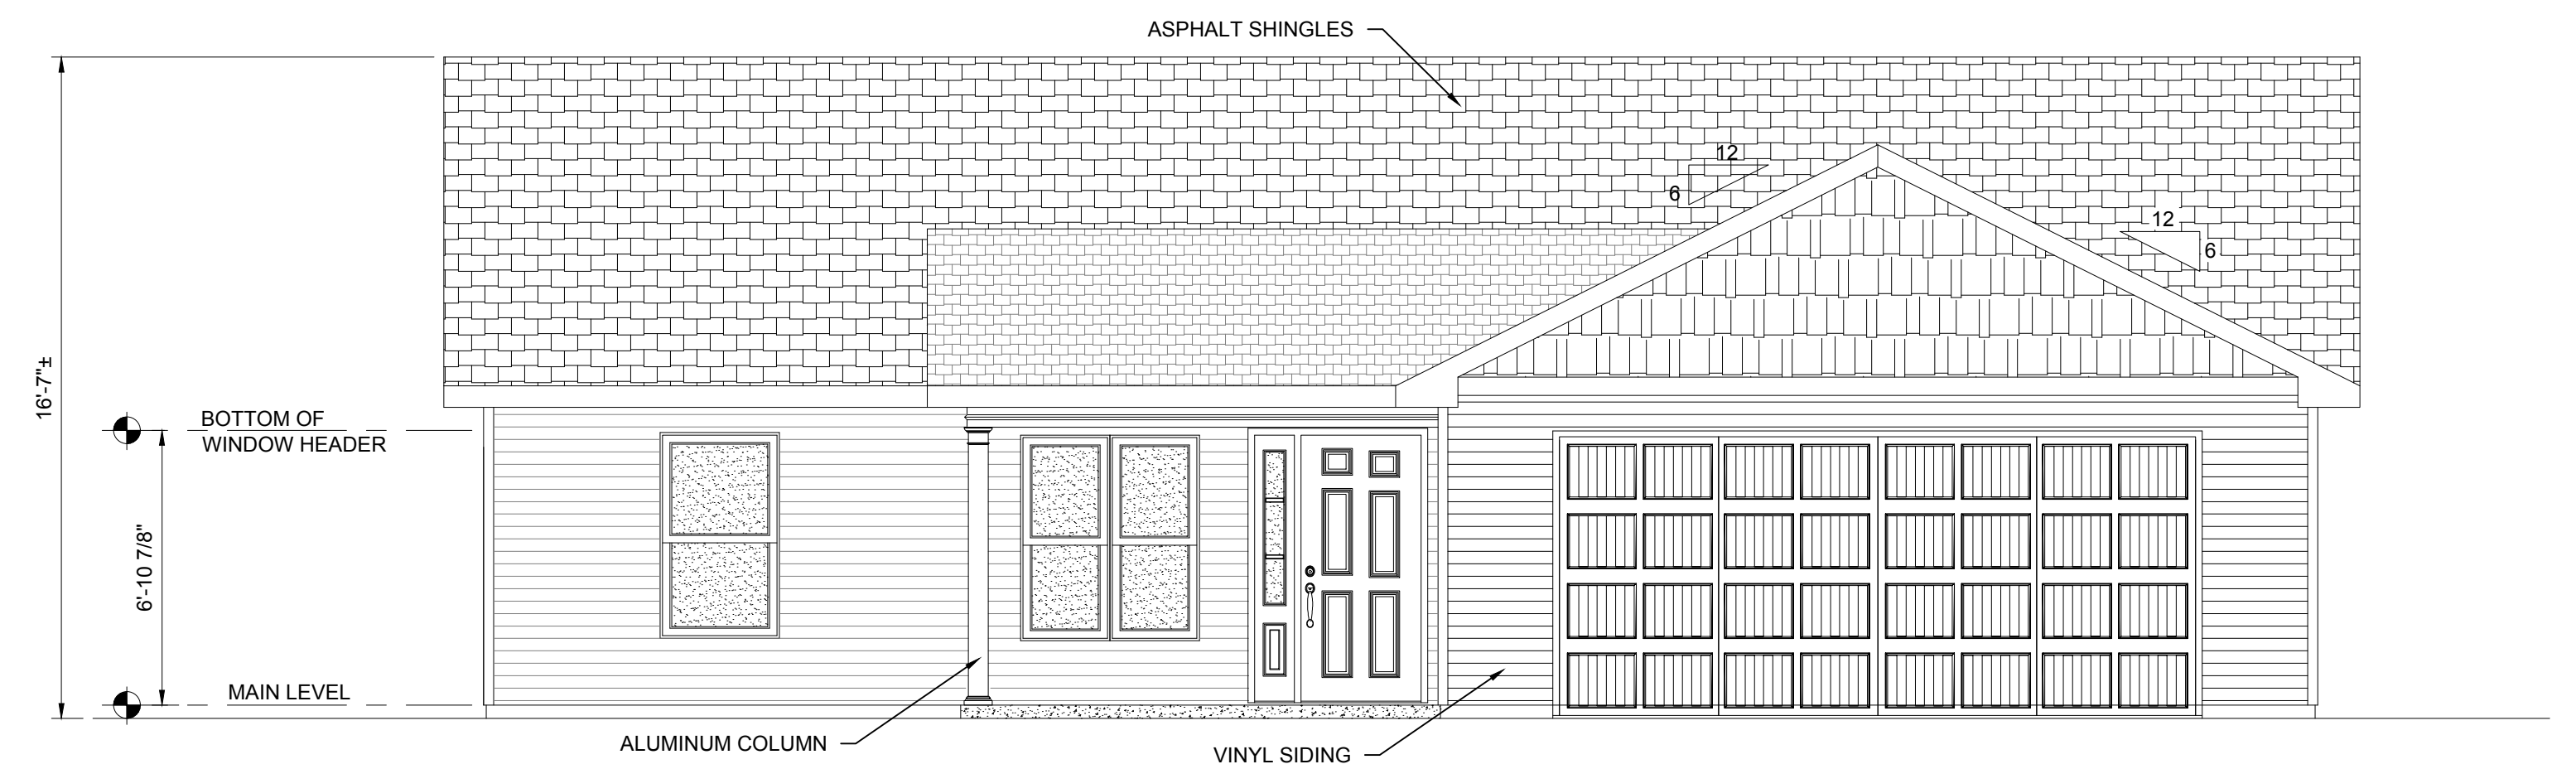 ASPHALT SHINGLES
12
6
12
6
16'-7"±
BOTTOM OF
WINDOW HEADER
6'-10 7/8"
MAIN LEVEL
ALUMINUM COLUMN
VINYL SIDING